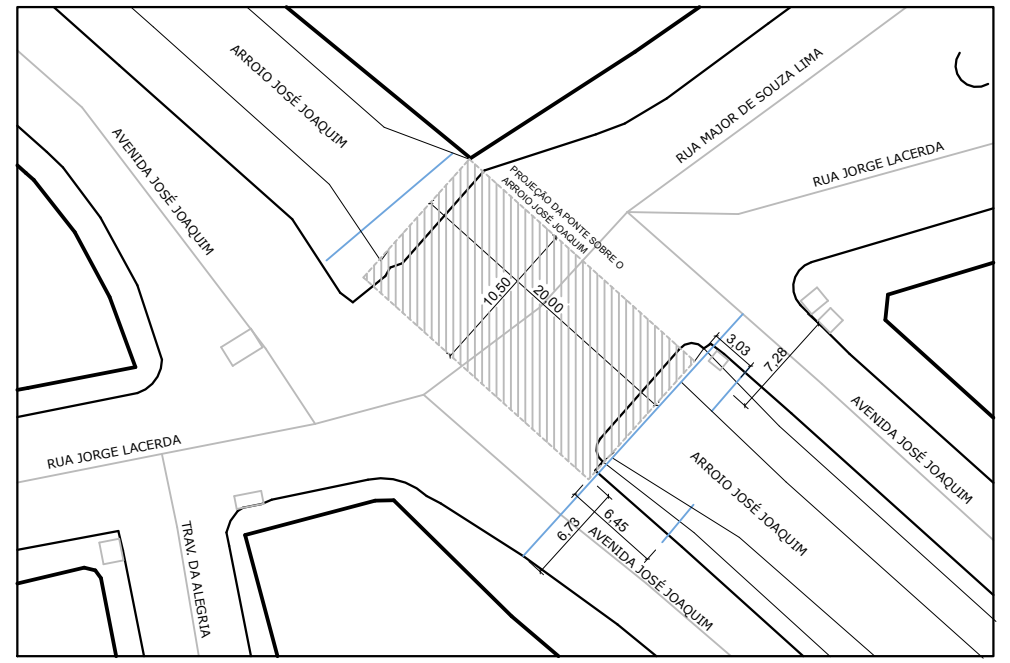 ARROIO JOSÉ JOAQUIM
RUA MAJOR DE SOUZA LIMA
AVENIDA JOSÉ JOAQUIM
RUA JORGE LACERDA
PROJEÇÃO DA PONTE SOBRE O
ARROIO JOSÉ JOAQUIM
10,50
20,00
3,03
7,28
AVENIDA JOSÉ JOAQUIM
RUA JORGE LACERDA
ARROIO JOSÉ JOAQUIM
6,45
6,73
TRAV. DA ALEGRIA
AVENIDA JOSÉ JOAQUIM